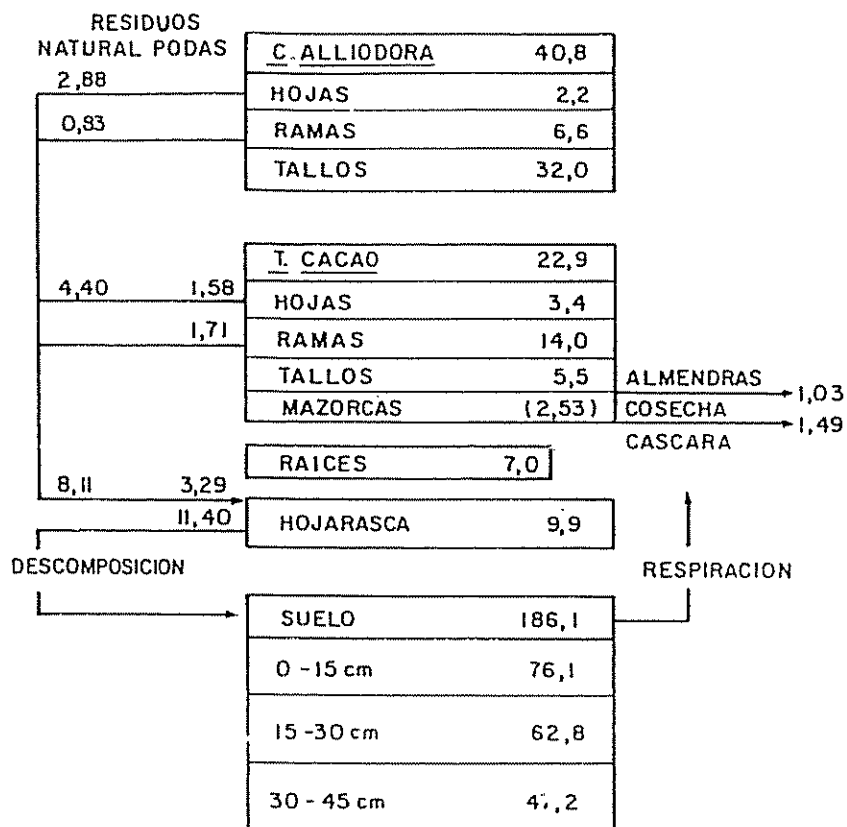 RESIDUOS
NATURAL PODAS
C. ALLIODORA 40,8
2,88
HOJAS 2,2
0,83
RAMAS 6,6
TALLOS 32,0
T. CACAO 22,9
4,40 1,58
HOJAS 3,4
1,71
RAMAS 14,0
TALLOS 5,5
ALMENDRAS
1,03
MAZORCAS (2,53)
COSECHA
1,49
CASCARA
RAICES 7,0
8,11 3,29
11,40
HOJARASCA 9,9
DESCOMPOSICION
RESPIRACION
SUELO 186,1
0 - 15 cm 76,1
15 - 30 cm 62,8
30 - 45 cm